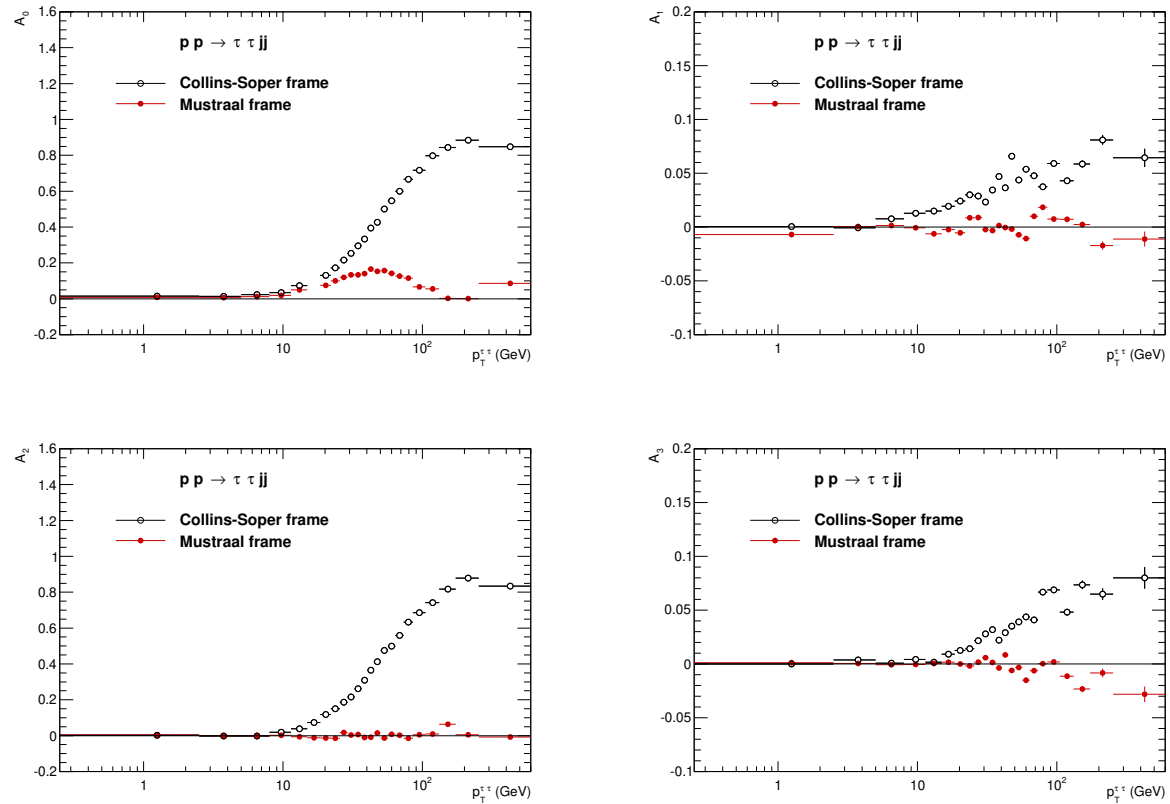 A₀
1.6
1.4
1.2
1
0.8
0.6
0.4
0.2
0
-0.2
p p → τ τ jj
Collins-Soper frame
Mustraal frame
1
10
10²
p_T^{τ τ} (GeV)
A₁
0.2
0.15
0.1
0.05
0
-0.05
-0.1
p p → τ τ jj
Collins-Soper frame
Mustraal frame
1
10
10²
p_T^{τ τ} (GeV)
A₂
1.6
1.4
1.2
1
0.8
0.6
0.4
0.2
0
-0.2
p p → τ τ jj
Collins-Soper frame
Mustraal frame
1
10
10²
p_T^{τ τ} (GeV)
A₃
0.2
0.15
0.1
0.05
0
-0.05
-0.1
p p → τ τ jj
Collins-Soper frame
Mustraal frame
1
10
10²
p_T^{τ τ} (GeV)